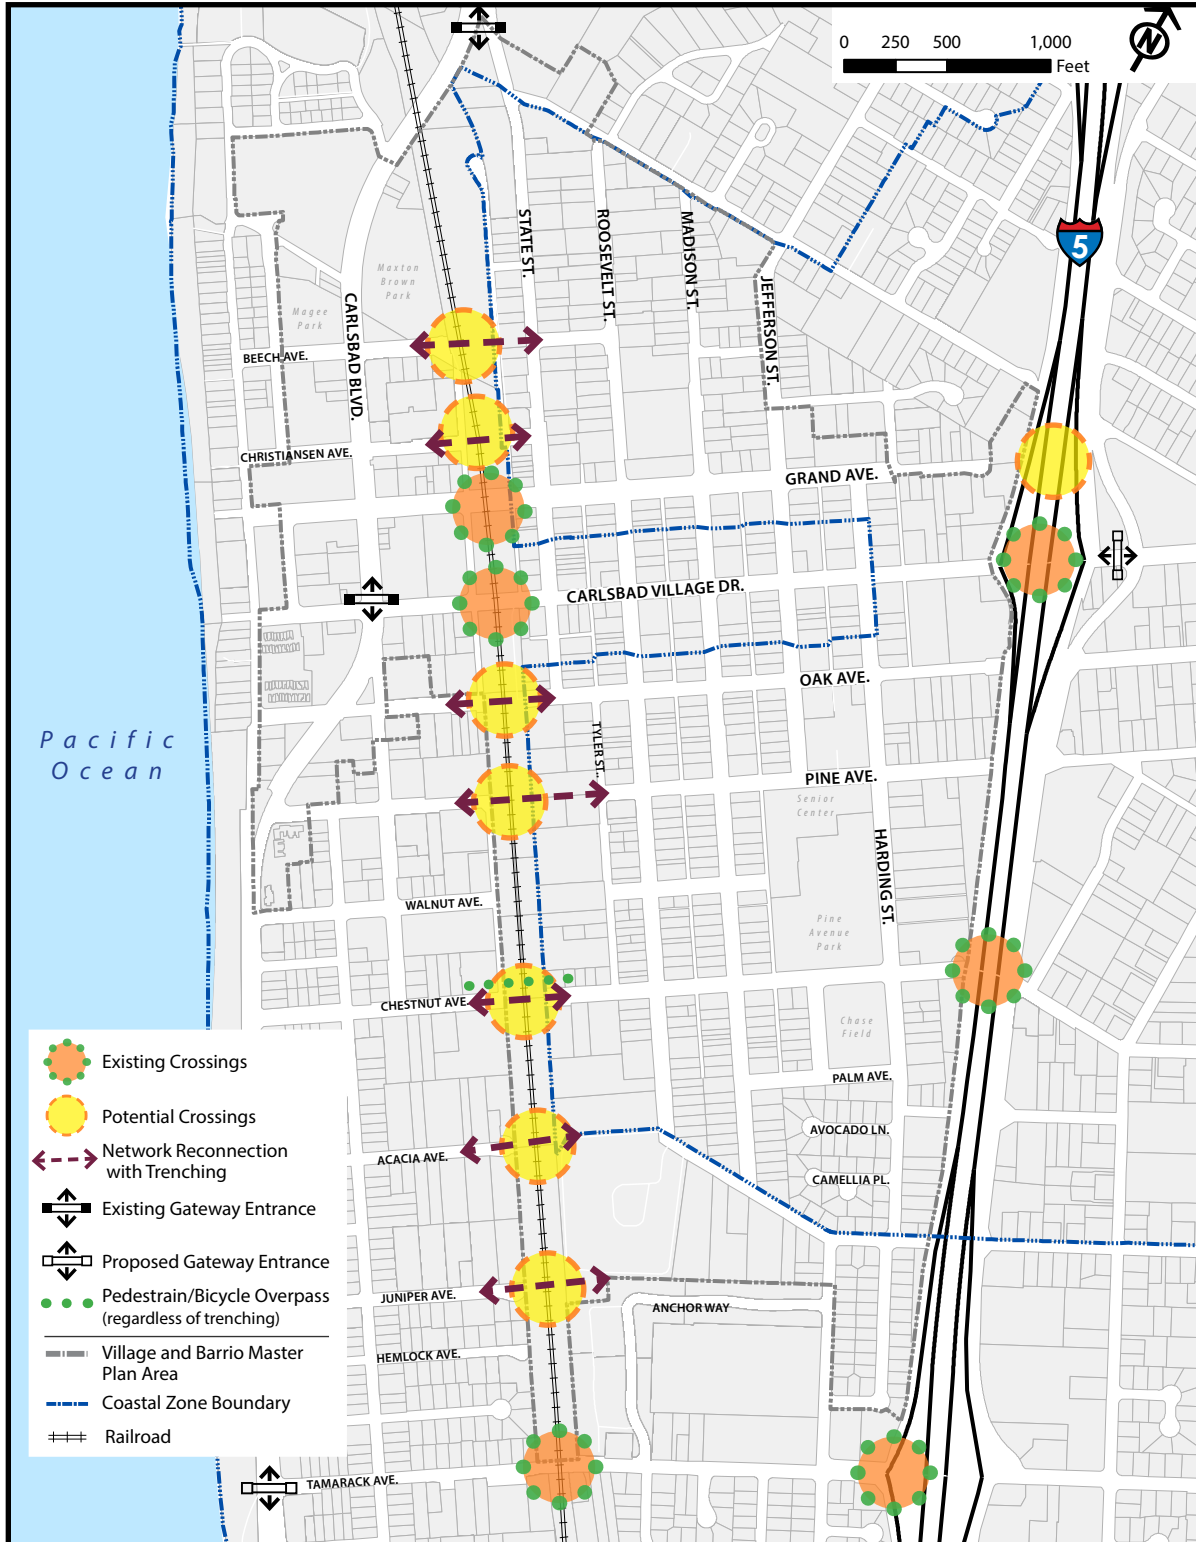 0 250 500 1,000
Feet
N
5
STATE ST.
ROOSEVELT ST.
MADISON ST.
JEFFERSON ST.
Maxton
Brown
Park
Magee
Park
CARLSBAD BLVD.
BEECH AVE.
CHRISTIANSEN AVE.
GRAND AVE.
CARLSBAD VILLAGE DR.
OAK AVE.
Pacific
Ocean
TYLER ST..
PINE AVE.
Senior
Center
HARDING ST.
WALNUT AVE.
Pine
Avenue
Park
CHESTNUT AVE.
Chase
Field
PALM AVE.
AVOCADO LN.
ACACIA AVE.
CAMELLIA PL.
JUNIPER AVE.
ANCHOR WAY
HEMLOCK AVE.
TAMARACK AVE.
Existing Crossings
Potential Crossings
Network Reconnection
with Trenching
Existing Gateway Entrance
Proposed Gateway Entrance
Pedestrain/Bicycle Overpass
(regardless of trenching)
Village and Barrio Master
Plan Area
Coastal Zone Boundary
Railroad